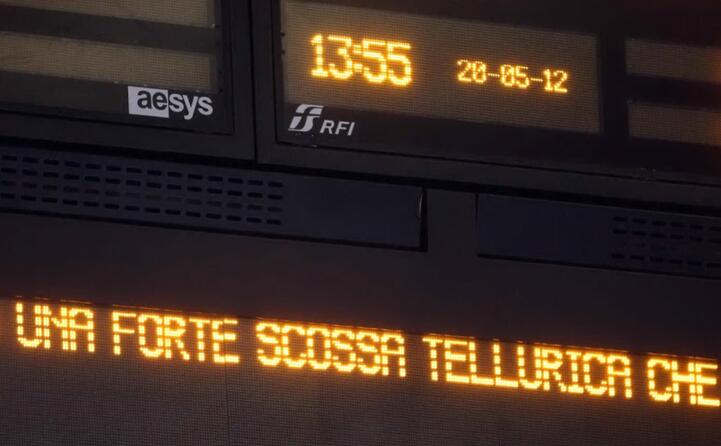 13:55 20-05-12
aesys
RFI
UNA FORTE SCOSSA TELLURICA CHE